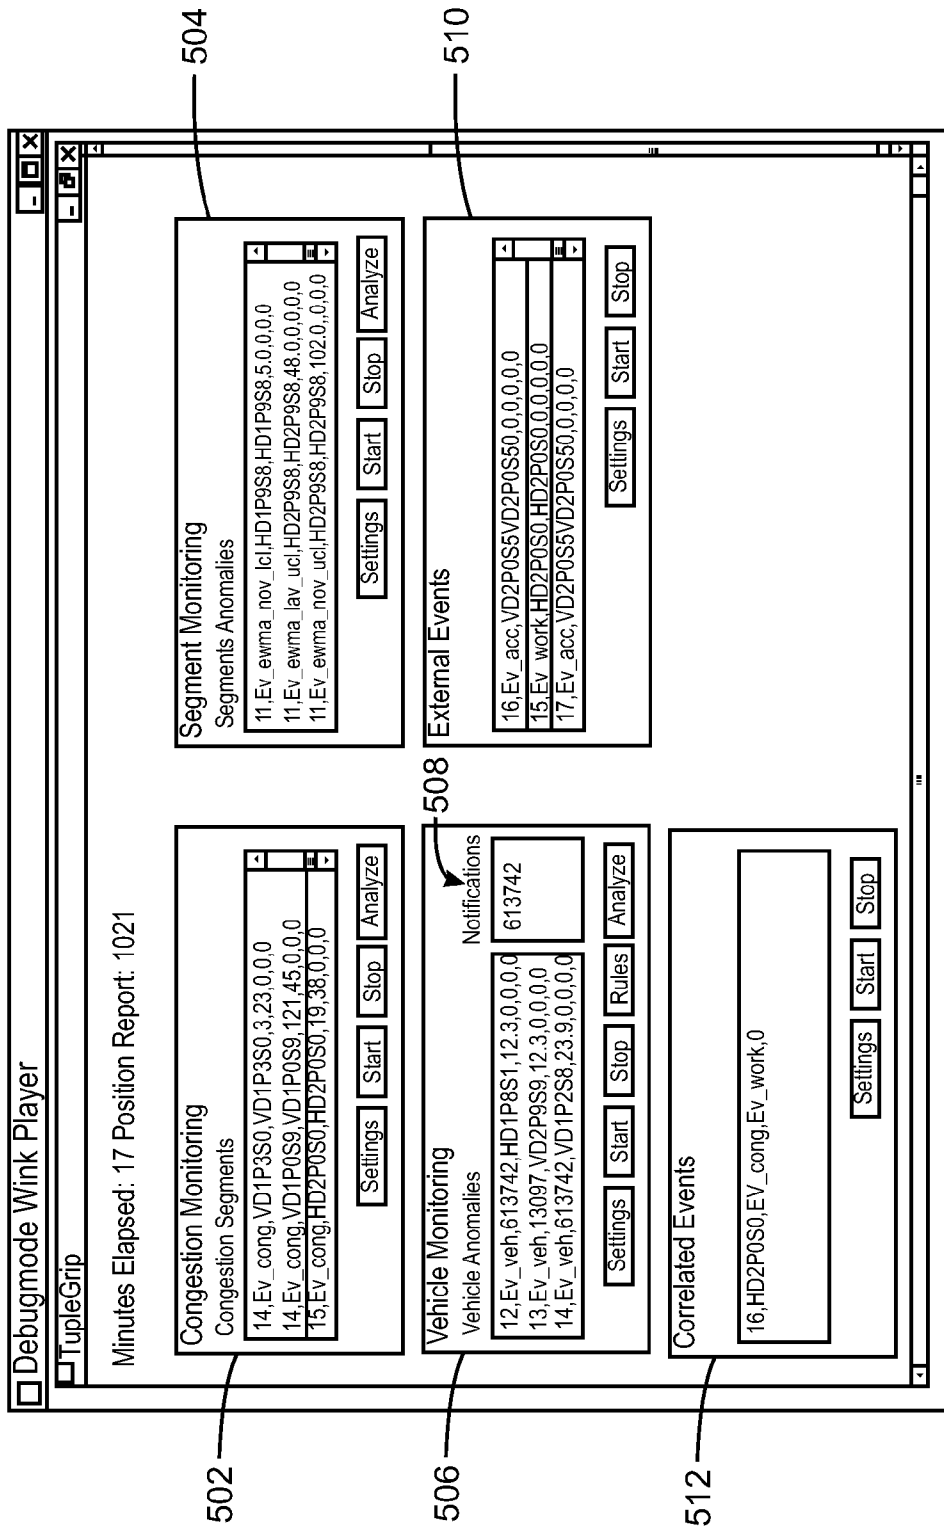 Debugmode Wink Player
TupleGrip
Minutes Elapsed: 17 Position Report: 1021
502
Congestion Monitoring
Congestion Segments
14,Ev_cong,VD1P3S0,VD1P3S0,3,23,0,0,0
14,Ev_cong,VD1P0S9,VD1P0S9,121,45,0,0,0
15,Ev_cong,HD2P0S0,HD2P0S0,19,38,0,0,0
Settings Start Stop Analyze
504
Segment Monitoring
Segments Anomalies
11,Ev_ewma_nov_lcl,HD1P9S8,HD1P9S8,5.0,0,0,0
11,Ev_ewma_lav_ucl,HD2P9S8,HD2P9S8,48.0,0,0,0,0
11,Ev_ewma_nov_ucl,HD2P9S8,HD2P9S8,102.0,,0,0,0
Settings Start Stop Analyze
506
Vehicle Monitoring
Vehicle Anomalies
12,Ev_veh,613742,HD1P8S1,12.3,0,0,0,0
13,Ev_veh,13097,VD2P9S9,12.3,0,0,0,0
14,Ev_veh,613742,VD1P2S8,23.9,0,0,0,0
Notifications
508
613742
Settings Start Stop Rules Analyze
510
External Events
16,Ev_acc,VD2P0S5VD2P0S50,0,0,0,0,0
15,Ev_work,HD2P0S0,HD2P0S0,0,0,0,0,0
17,Ev_acc,VD2P0S5VD2P0S50,0,0,0,0
Settings Start Stop
512
Correlated Events
16,HD2P0S0,EV_cong,Ev_work,0
Settings Start Stop